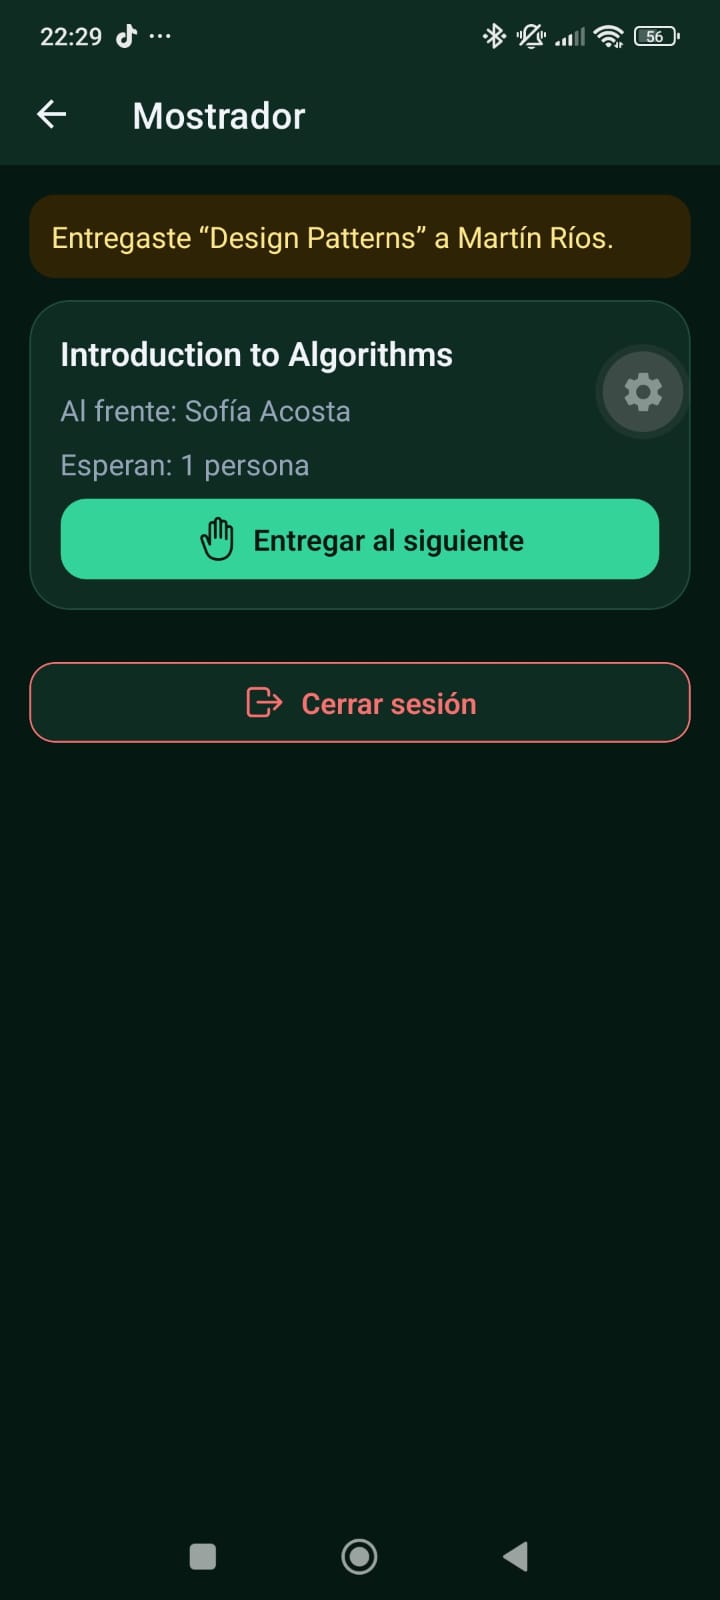 22:29
56
Mostrador
Entregaste “Design Patterns” a Martín Ríos.
Introduction to Algorithms
Al frente: Sofía Acosta
Esperan: 1 persona
Entregar al siguiente
Cerrar sesión